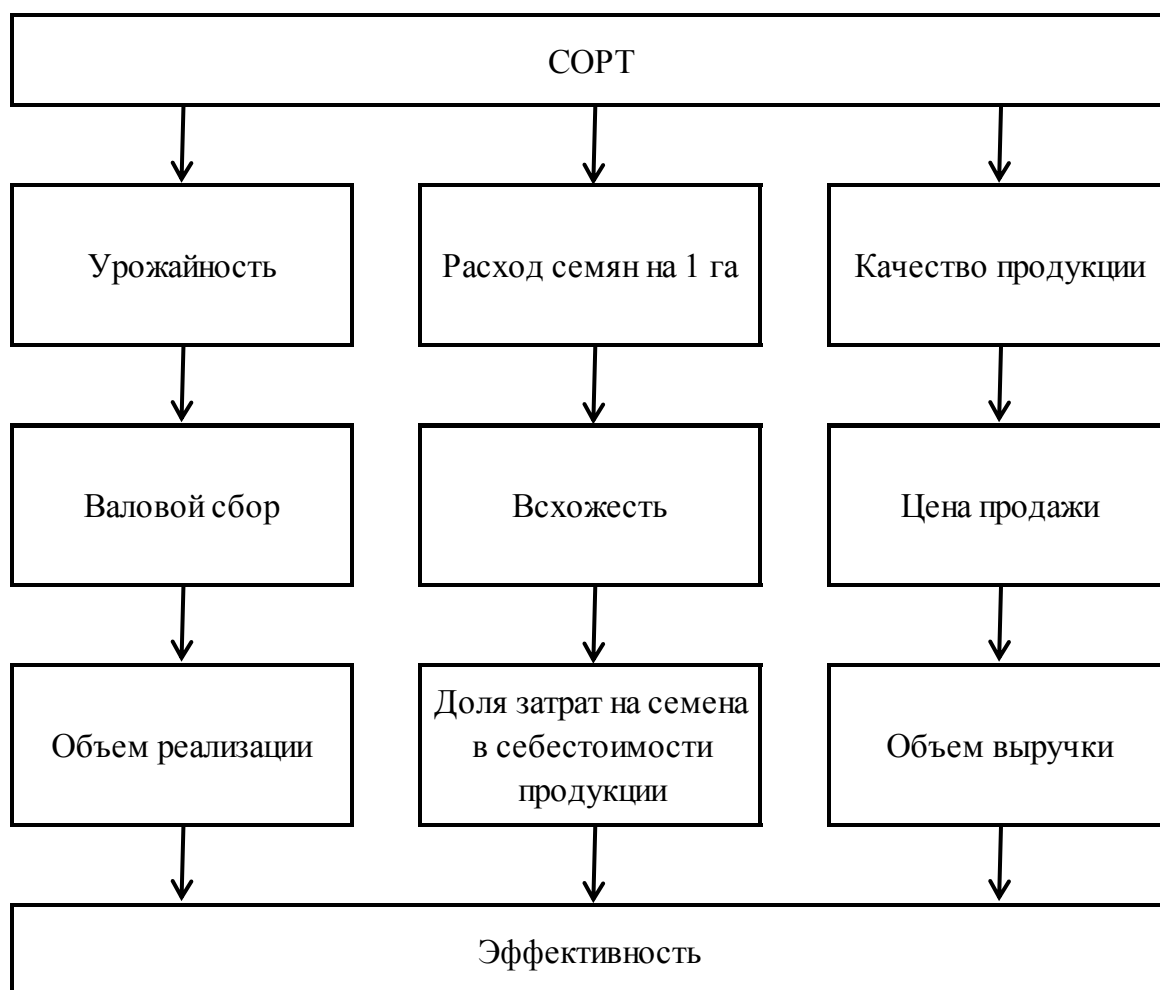 СОРТ
Урожайность
Расход семян на 1 га
Качество продукции
Валовой сбор
Всхожесть
Цена продажи
Объем реализации
Доля затрат на семена
в себестоимости
продукции
Объем выручки
Эффективность